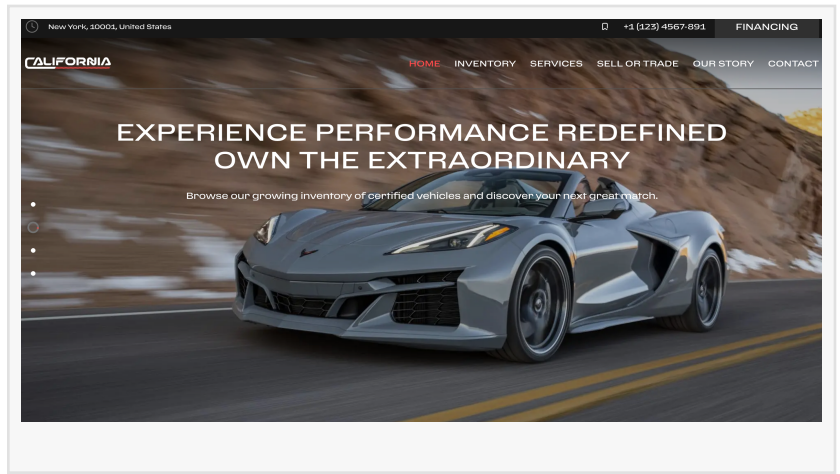 New York, 10001, United States
+1 (123) 4567-891
FINANCING
CALIFORNIA
HOME INVENTORY SERVICES SELL OR TRADE OUR STORY CONTACT
EXPERIENCE PERFORMANCE REDEFINED
OWN THE EXTRAORDINARY
Browse our growing inventory of certified vehicles and discover your next great match.